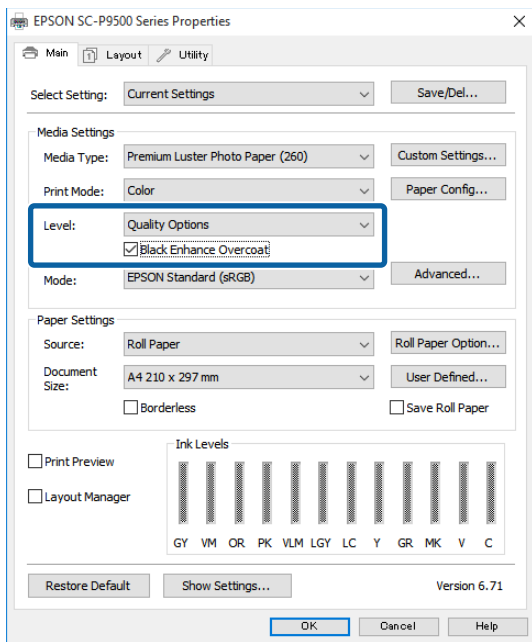 EPSON SC-P9500 Series Properties
Main Layout Utility
Select Setting: Current Settings Save/Del...
Media Settings
Media Type: Premium Luster Photo Paper (260) Custom Settings...
Print Mode: Color Paper Config...
Level: Quality Options
Black Enhance Overcoat
Mode: EPSON Standard (sRGB) Advanced...
Paper Settings
Source: Roll Paper Roll Paper Option...
Document Size: A4 210 x 297 mm User Defined...
Borderless Save Roll Paper
Ink Levels
Print Preview
Layout Manager
GY VM OR PK VLM LGY LC Y GR MK V C
Restore Default Show Settings... Version 6.71
OK Cancel Help